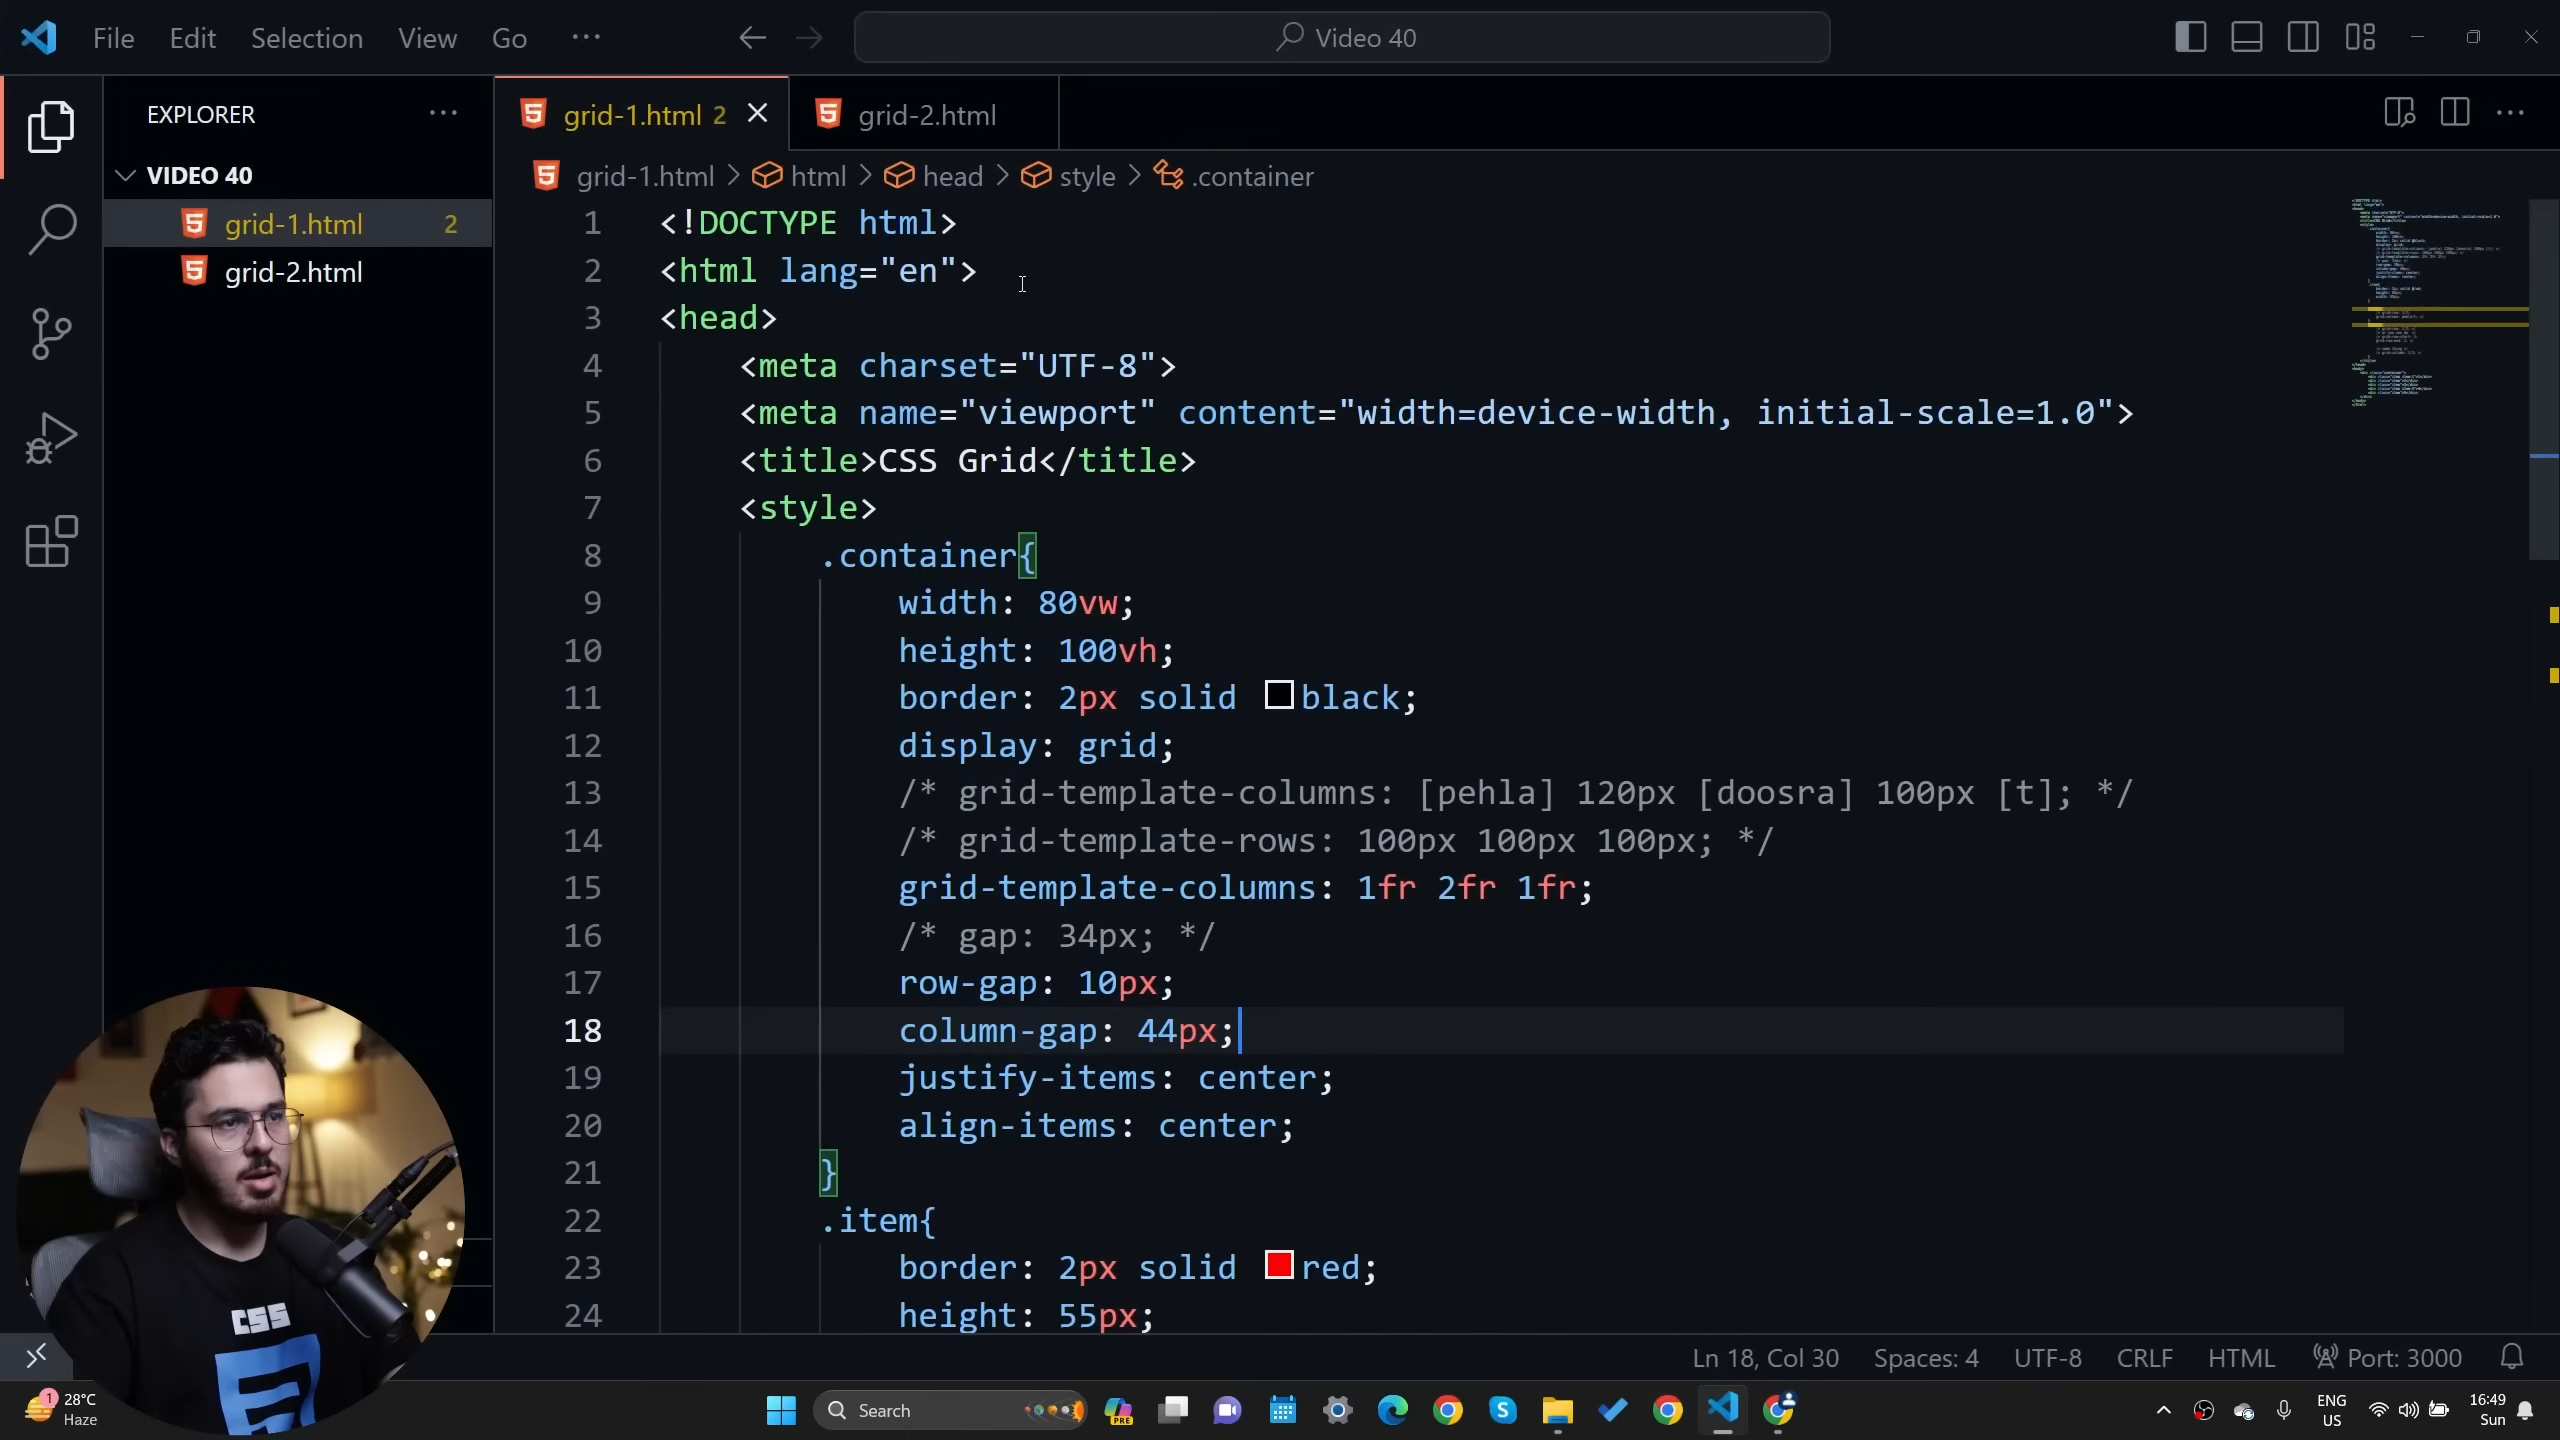 File Edit Selection View Go ···
Video 40
EXPLORER ···
VIDEO 40
grid-1.html 2
grid-2.html
grid-1.html 2
grid-2.html
grid-1.html > html > head > style > .container
1 <!DOCTYPE html>
2 <html lang="en">
3 <head>
4 <meta charset="UTF-8">
5 <meta name="viewport" content="width=device-width, initial-scale=1.0">
6 <title>CSS Grid</title>
7 <style>
8 .container{
9 width: 80vw;
10 height: 100vh;
11 border: 2px solid black;
12 display: grid;
13 /* grid-template-columns: [pehla] 120px [doosra] 100px [t]; */
14 /* grid-template-rows: 100px 100px 100px; */
15 grid-template-columns: 1fr 2fr 1fr;
16 /* gap: 34px; */
17 row-gap: 10px;
18 column-gap: 44px;
19 justify-items: center;
20 align-items: center;
21 }
22 .item{
23 border: 2px solid red;
24 height: 55px;
CSS
Ln 18, Col 30 Spaces: 4 UTF-8 CRLF HTML Port: 3000
1
28°C
Haze
Search
PRE
ENG
US
16:49
Sun